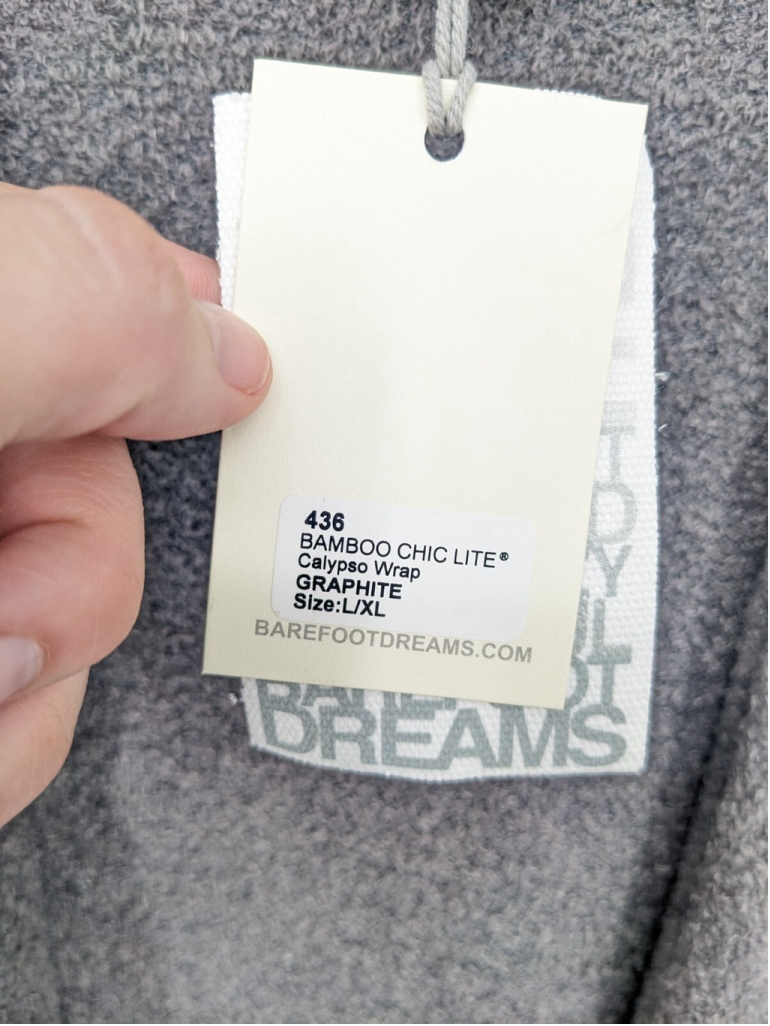 436
BAMBOO CHIC LITE®
Calypso Wrap
GRAPHITE
Size:L/XL
BAREFOOTDREAMS.COM
DREAMS